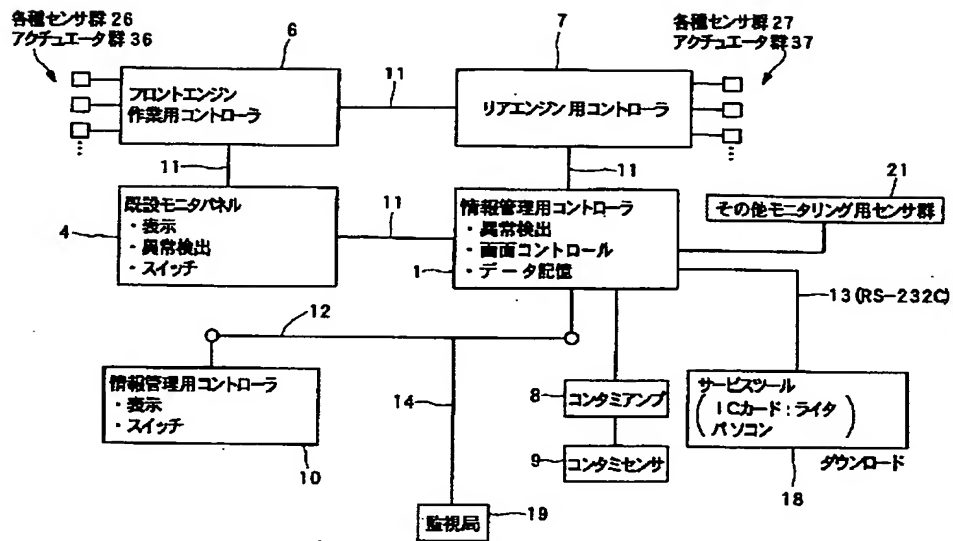 各種センサ群26
アクチュエータ群36
6
7
各種センサ群27
アクチュエータ群37
フロントエンジン
作業用コントローラ
11
リアエンジン用コントローラ
11
11
21
その他モニタリング用センサ群
4
既設モニタパネル
・表示
・異常検出
・スイッチ
11
1
情報管理用コントローラ
・異常検出
・画面コントロール
・データ記憶
13(RS-232C)
12
情報管理用コントローラ
・表示
・スイッチ
10
14
8
コンタミアンプ
9
コンタミセンサ
サービスツール
(ICカード:ライタ
パソコン)
ダウンロード
18
監視局
19